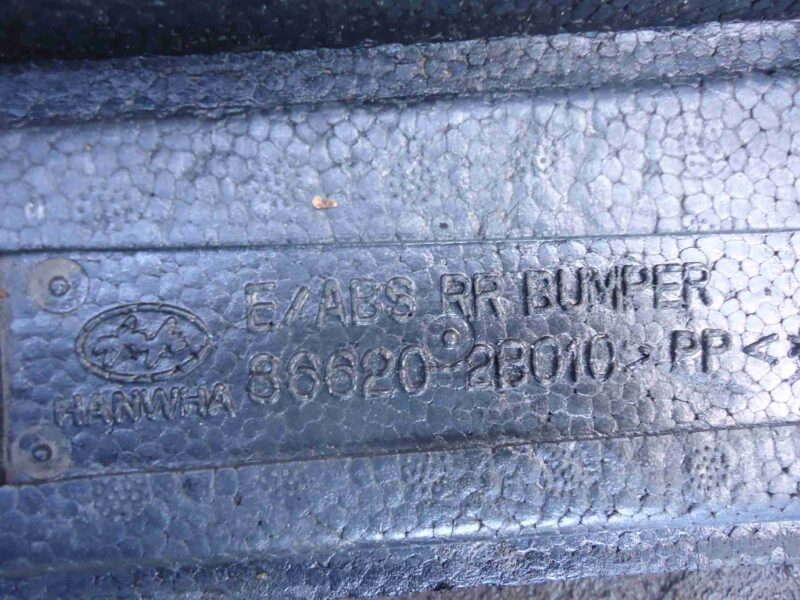 E/ABS RR BUMPER
86620-2B010 >PP<
HANWHA